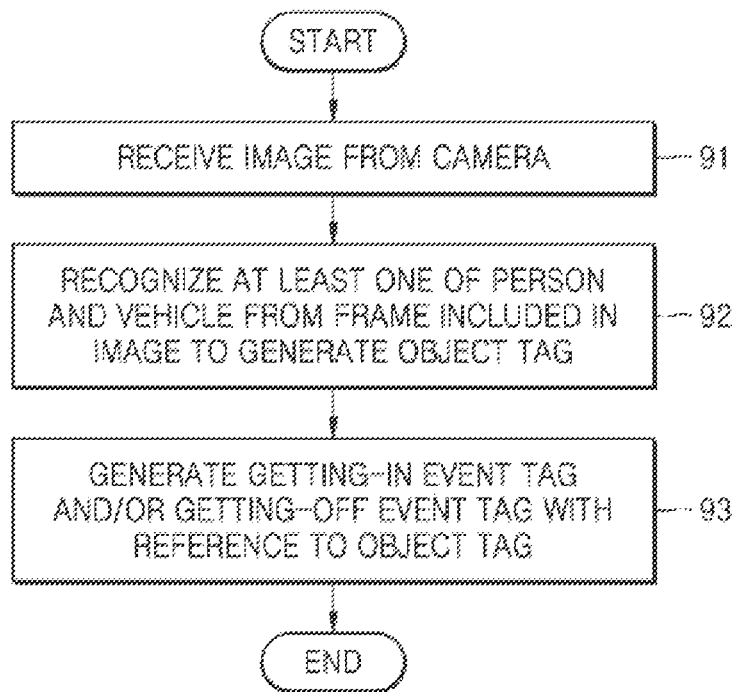 START
RECEIVE IMAGE FROM CAMERA
91
RECOGNIZE AT LEAST ONE OF PERSON
AND VEHICLE FROM FRAME INCLUDED IN
IMAGE TO GENERATE OBJECT TAG
92
GENERATE GETTING-IN EVENT TAG
AND/OR GETTING-OFF EVENT TAG WITH
REFERENCE TO OBJECT TAG
93
END